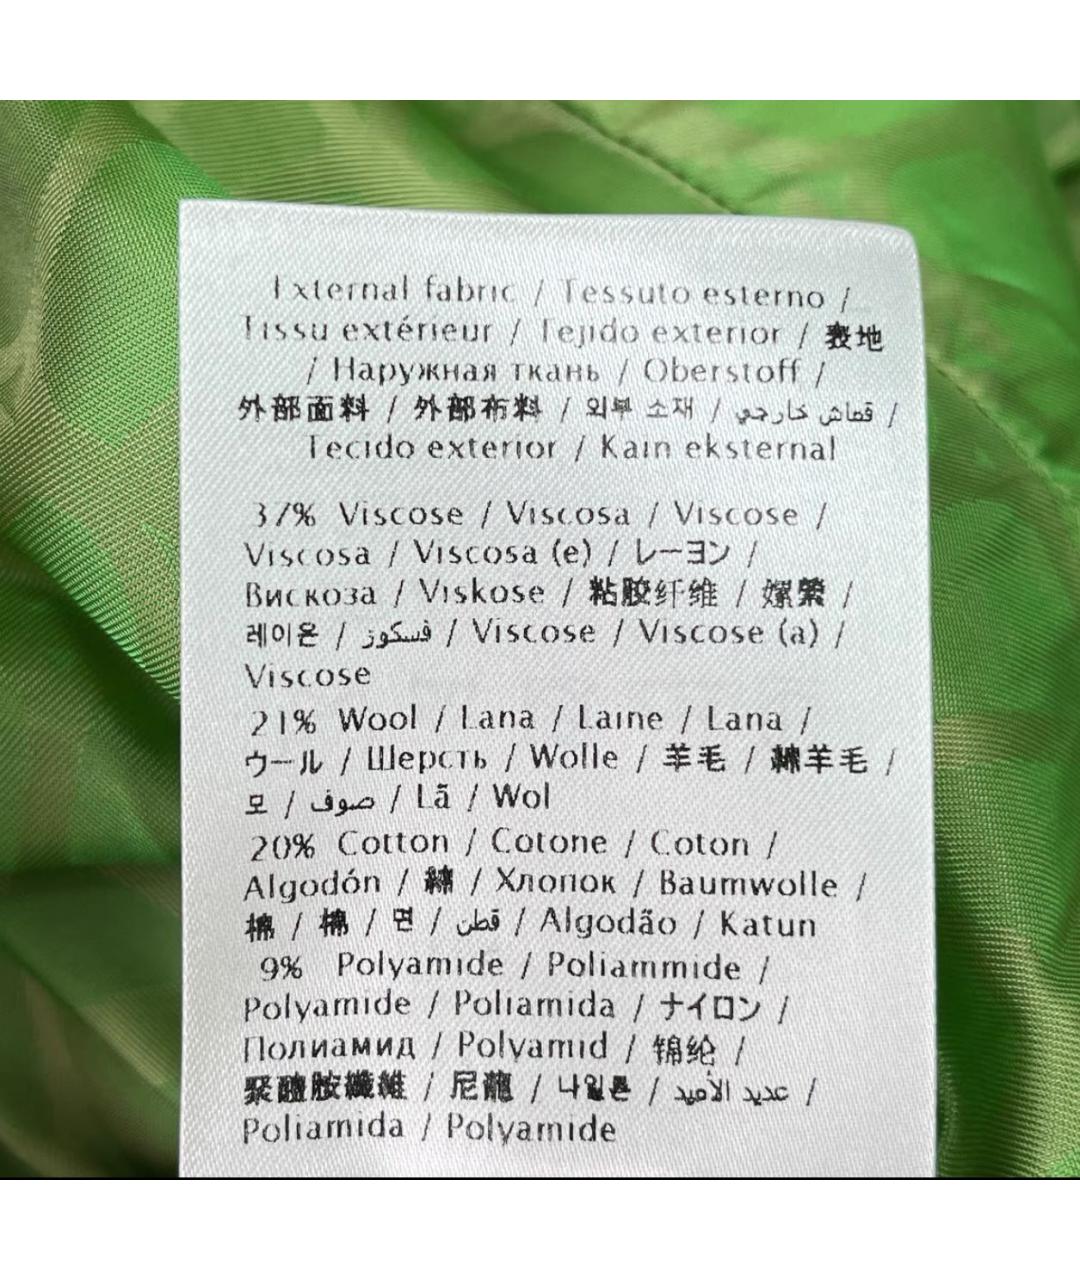 External fabric / Tessuto esterno /
Tissu extérieur / Tejido exterior / 表地
/ Наружная ткань / Oberstoff /
外部面料 / 外部布料 / 외부 소재 / قماش خارجي /
Tecido exterior / Kain eksternal
37% Viscose / Viscosa / Viscose /
Viscosa / Viscosa (e) / レーヨン /
Вискоза / Viskose / 粘胶纤维 / 嫘縈 /
레이온 / فسكوز / Viscose / Viscose (a) /
Viscose
21% Wool / Lana / Laine / Lana /
ウール / Шерсть / Wolle / 羊毛 / 綿羊毛 /
모 / صوف / Lã / Wol
20% Cotton / Cotone / Coton /
Algodón / 綿 / Хлопок / Baumwolle /
棉 / 棉 / 면 / قطن / Algodão / Katun
9% Polyamide / Poliammide /
Polyamide / Poliamida / ナイロン /
Полиамид / Polyamid / 锦纶 /
聚醯胺纖維 / 尼龍 / 나일론 / عديد الأميد /
Poliamida / Polyamide